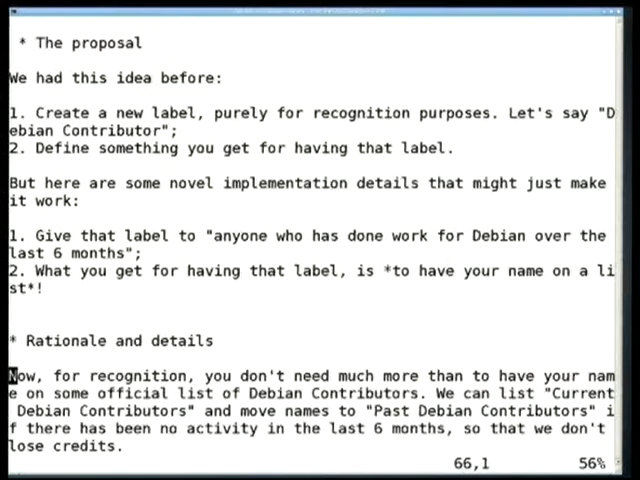 * The proposal
We had this idea before:
1. Create a new label, purely for recognition purposes. Let's say "D
ebian Contributor";
2. Define something you get for having that label.
But here are some novel implementation details that might just make
it work:
1. Give that label to "anyone who has done work for Debian over the
last 6 months";
2. What you get for having that label, is *to have your name on a li
st*!
* Rationale and details
Now, for recognition, you don't need much more than to have your nam
e on some official list of Debian Contributors. We can list "Current
Debian Contributors" and move names to "Past Debian Contributors" i
f there has been no activity in the last 6 months, so that we don't
lose credits.
66,1 56%